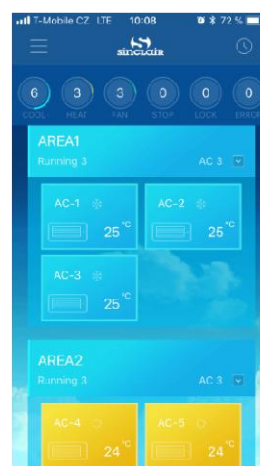 T-Mobile CZ LTE 10:08 72 %
sinclair
6 3 3 0 0 0
COOL HEAT FAN STOP LOCK ERROR
AREA1
Running 3 AC 3
AC-1 AC-2
25 °C 25 °C
AC-3
25 °C
AREA2
Running 3 AC 3
AC-4 AC-5
24 °C 24 °C